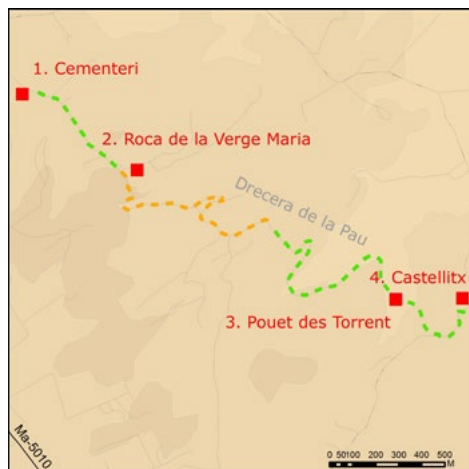 1. Cementeri
2. Roca de la Verge Maria
Drecera de la Pau
4. Castellitx
3. Pouet des Torrent
Ma-5010
0 50100 200 300 400 500
M